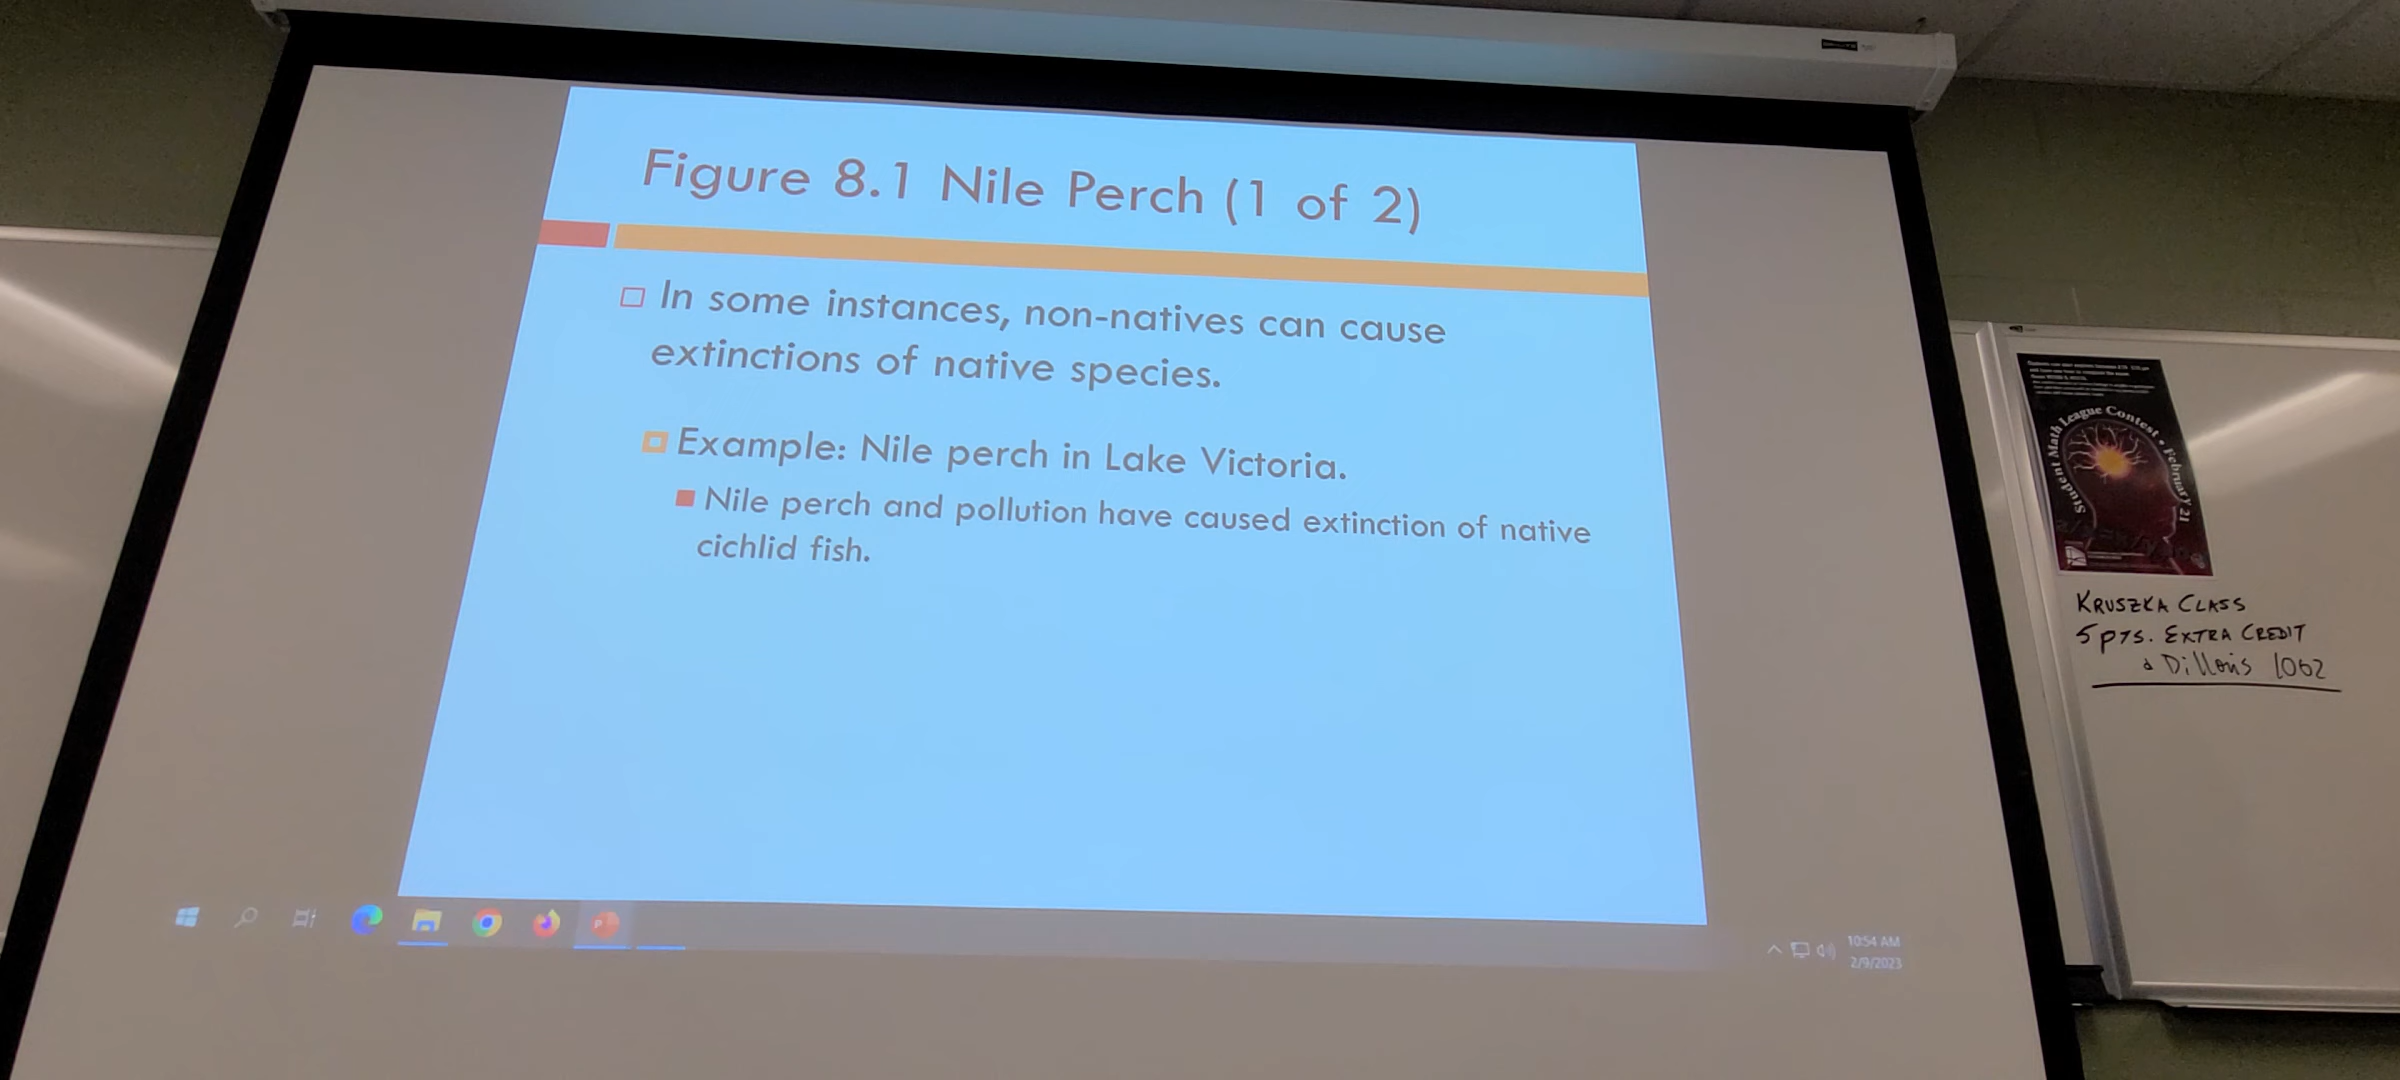 Figure 8.1 Nile Perch (1 of 2)
In some instances, non-natives can cause
extinctions of native species.
Example: Nile perch in Lake Victoria.
Nile perch and pollution have caused extinction of native
cichlid fish.
10:54 AM
2/9/2023
Student Math League Contest • February 21
KRUSZKA CLASS
5 PTS. EXTRA CREDIT
Dillon's 1062